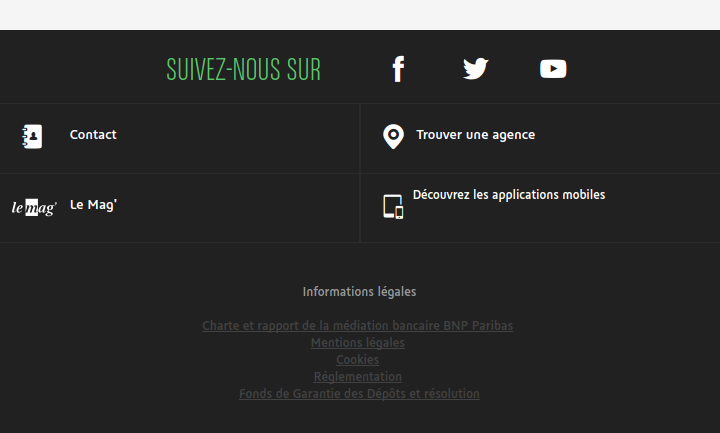 SUIVEZ-NOUS SUR
Contact
Trouver une agence
le mag'
Le Mag'
Découvrez les applications mobiles
Informations légales
Charte et rapport de la médiation bancaire BNP Paribas
Mentions légales
Cookies
Réglementation
Fonds de Garantie des Dépôts et résolution